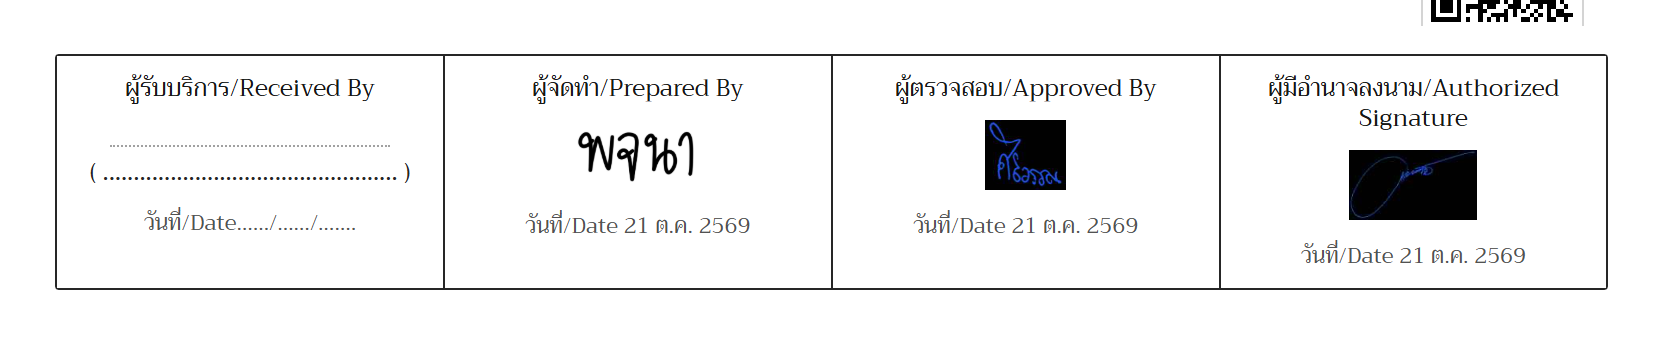 ผู้รับบริการ/Received By
(................................................)
วันที่/Date....../....../.......
ผู้จัดทำ/Prepared By
พจนา
วันที่/Date 21 ต.ค. 2569
ผู้ตรวจสอบ/Approved By
วันที่/Date 21 ต.ค. 2569
ผู้มีอำนาจลงนาม/Authorized
Signature
วันที่/Date 21 ต.ค. 2569